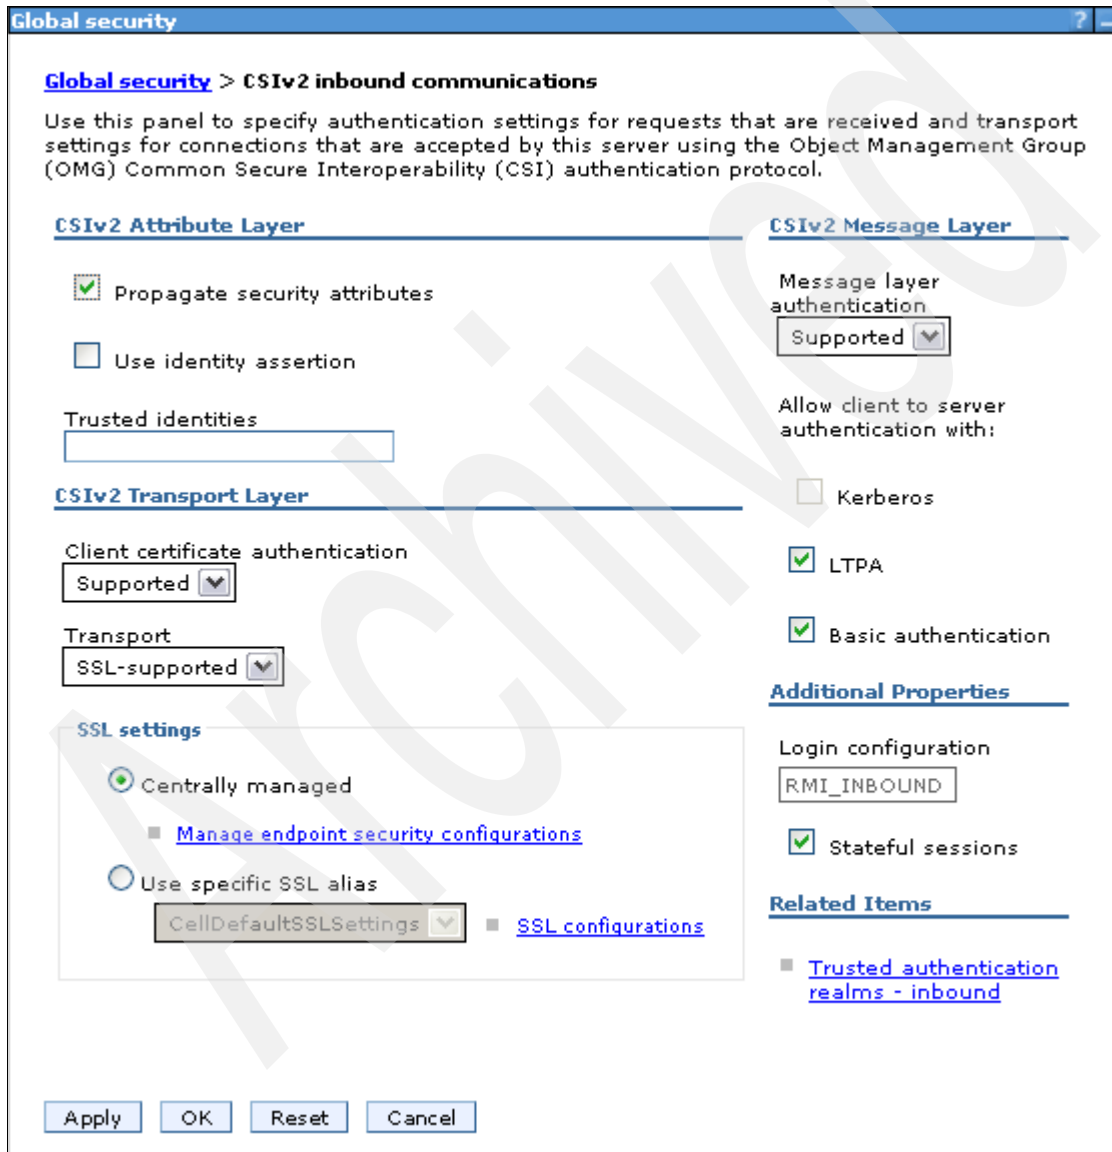 Global security
?
Global security > CSIv2 inbound communications
Use this panel to specify authentication settings for requests that are received and transport
settings for connections that are accepted by this server using the Object Management Group
(OMG) Common Secure Interoperability (CSI) authentication protocol.
CSIv2 Attribute Layer
Propagate security attributes
Use identity assertion
Trusted identities
CSIv2 Transport Layer
Client certificate authentication
Supported
Transport
SSL-supported
SSL settings
Centrally managed
Manage endpoint security configurations
Use specific SSL alias
CellDefaultSSLSettings
SSL configurations
CSIv2 Message Layer
Message layer
authentication
Supported
Allow client to server
authentication with:
Kerberos
LTPA
Basic authentication
Additional Properties
Login configuration
RMI_INBOUND
Stateful sessions
Related Items
Trusted authentication
realms - inbound
Apply
OK
Reset
Cancel
Archived